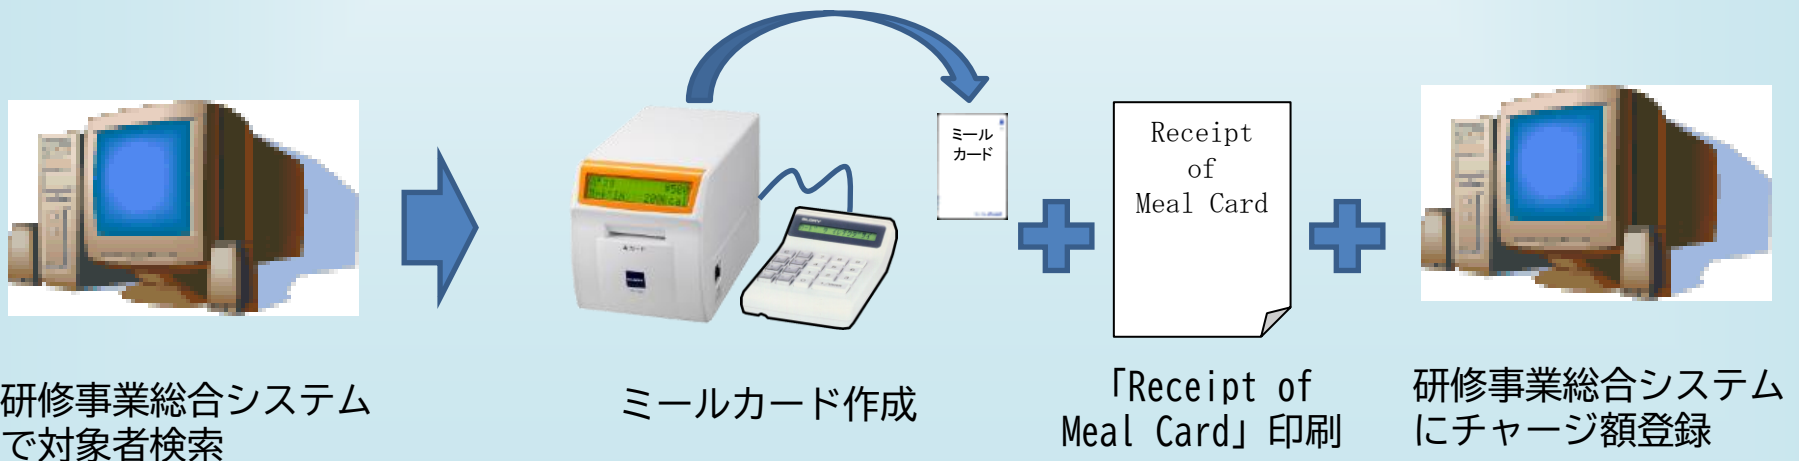 ミール
カード
Receipt
of
Meal Card
▲カード
研修事業総合システム
で対象者検索
ミールカード作成
「Receipt of
Meal Card」印刷
研修事業総合システム
にチャージ額登録